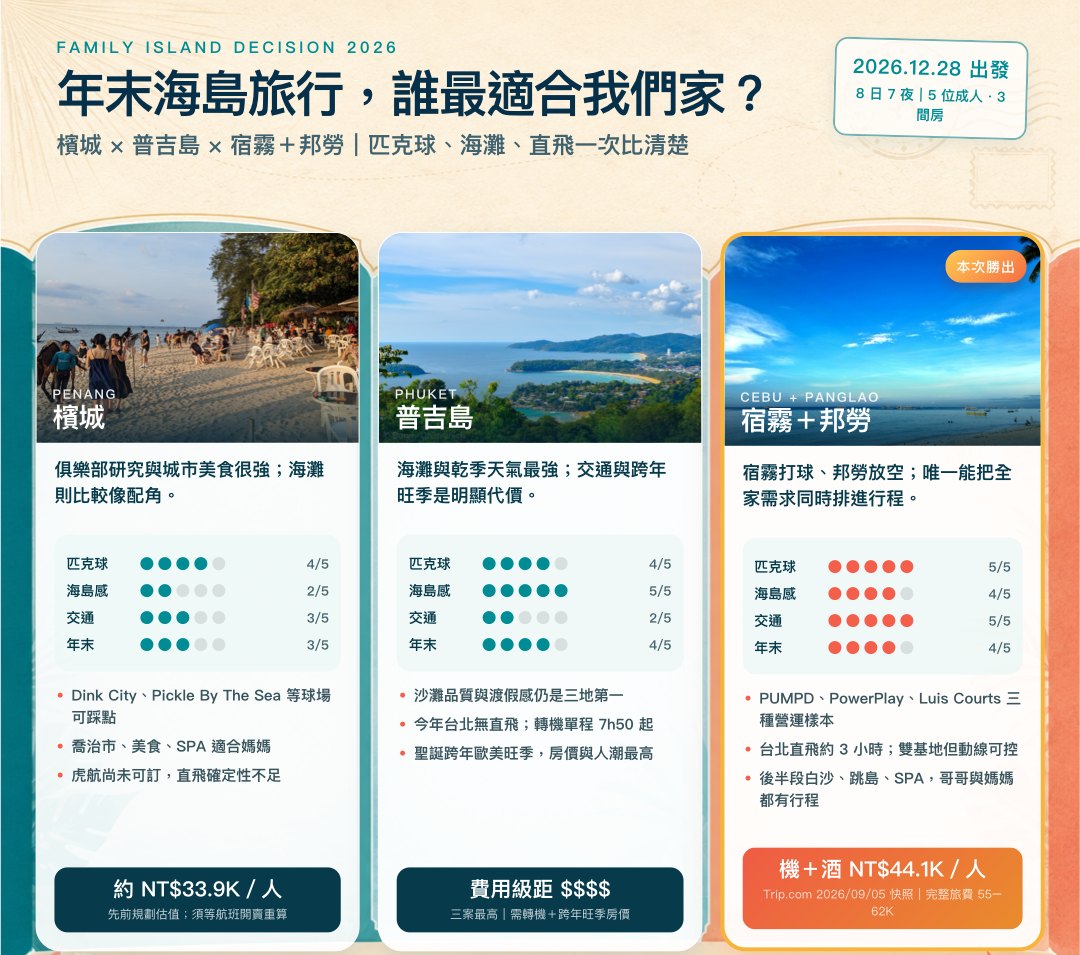 FAMILY ISLAND DECISION 2026
年末海島旅行，誰最適合我們家？
檳城 × 普吉島 × 宿霧＋邦勞｜匹克球、海灘、直飛一次比清楚
2026.12.28 出發
8 日 7 夜｜5 位成人 · 3
間房
PENANG
檳城
俱樂部研究與城市美食很強；海灘
則比較像配角。
匹克球 4/5
海島感 2/5
交通 3/5
年末 3/5
• Dink City、Pickle By The Sea 等球場
可踩點
• 喬治市、美食、SPA 適合媽媽
• 虎航尚未可訂，直飛確定性不足
約 NT$33.9K / 人
先前規劃估值；須等航班開賣重算
PHUKET
普吉島
海灘與乾季天氣最強；交通與跨年
旺季是明顯代價。
匹克球 4/5
海島感 5/5
交通 2/5
年末 4/5
• 沙灘品質與渡假感仍是三地第一
• 今年台北無直飛；轉機單程 7h50 起
• 聖誕跨年歐美旺季，房價與人潮最高
費用級距 $$$$
三案最高｜需轉機＋跨年旺季房價
本次勝出
CEBU + PANGLAO
宿霧＋邦勞
宿霧打球、邦勞放空；唯一能把全
家需求同時排進行程。
匹克球 5/5
海島感 4/5
交通 5/5
年末 4/5
• PUMPD、PowerPlay、Luis Courts 三
種營運樣本
• 台北直飛約 3 小時；雙基地但動線可控
• 後半段白沙、跳島、SPA，哥哥與媽媽
都有行程
機＋酒 NT$44.1K / 人
Trip.com 2026/09/05 快照｜完整旅費 55–
62K